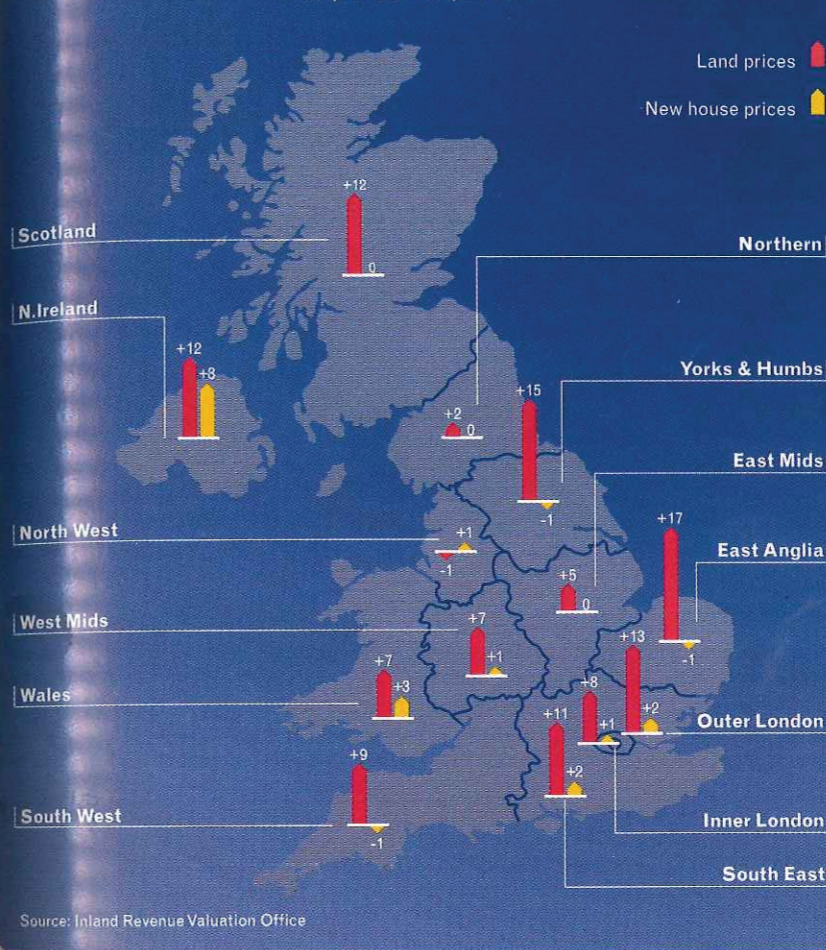 Land prices
New house prices
+12
0
Scotland
Northern
N.Ireland
+12
+8
Yorks & Humbs
+15
+2
0
East Mids
-1
+17
North West
+1
East Anglia
-1
+5
0
West Mids
+7
+13
-1
+1
+7
Wales
+3
+8
+2
Outer London
+11
+1
+9
+2
South West
Inner London
-1
South East
Source: Inland Revenue Valuation Office